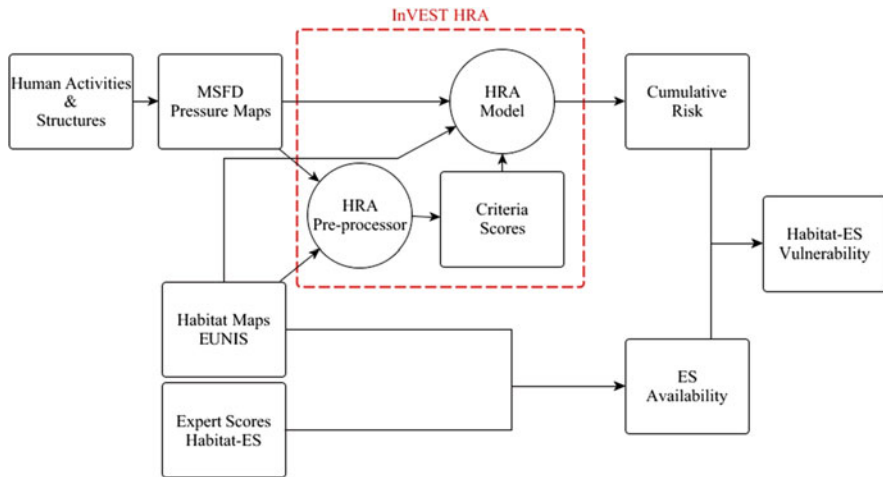 InVEST HRA
Human Activities
&
Structures
MSFD
Pressure Maps
HRA
Model
Cumulative
Risk
HRA
Pre-processor
Criteria
Scores
Habitat-ES
Vulnerability
Habitat Maps
EUNIS
ES
Availability
Expert Scores
Habitat-ES